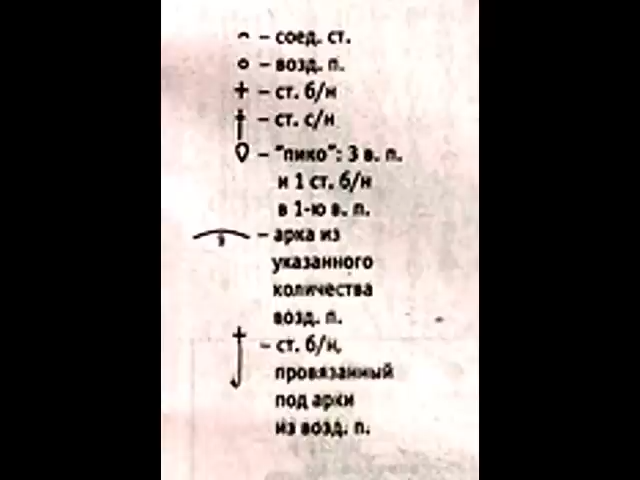 – соед. ст.
– возд. п.
– ст. б/н
– ст. с/н
– "пико": 3 в. п.
и 1 ст. б/н
в 1-ю в. п.
– арка из
указанного
количества
возд. п.
– ст. б/н,
провязанный
под арки
из возд. п.